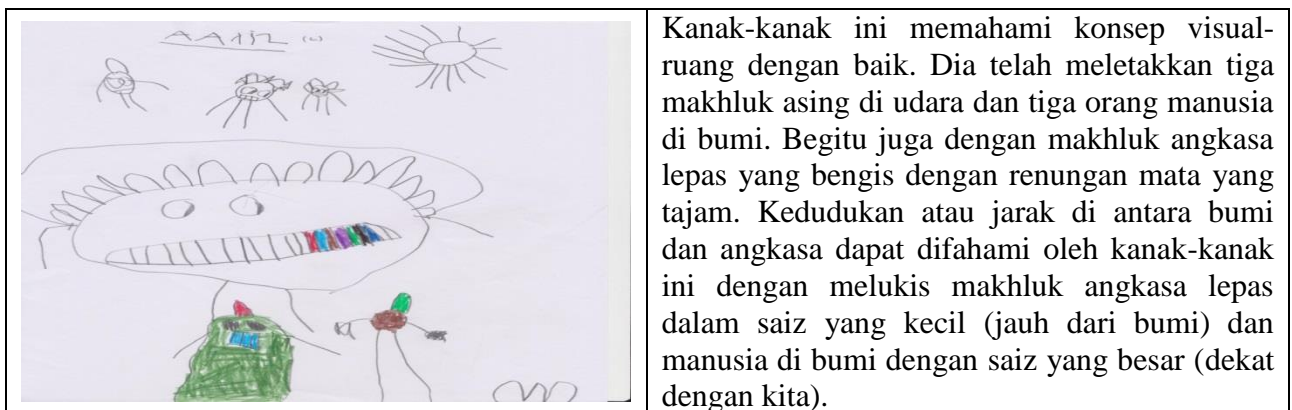 Kanak-kanak ini memahami konsep visual-
ruang dengan baik. Dia telah meletakkan tiga
makhluk asing di udara dan tiga orang manusia
di bumi. Begitu juga dengan makhluk angkasa
lepas yang bengis dengan renungan mata yang
tajam. Kedudukan atau jarak di antara bumi
dan angkasa dapat difahami oleh kanak-kanak
ini dengan melukis makhluk angkasa lepas
dalam saiz yang kecil (jauh dari bumi) dan
manusia di bumi dengan saiz yang besar (dekat
dengan kita).